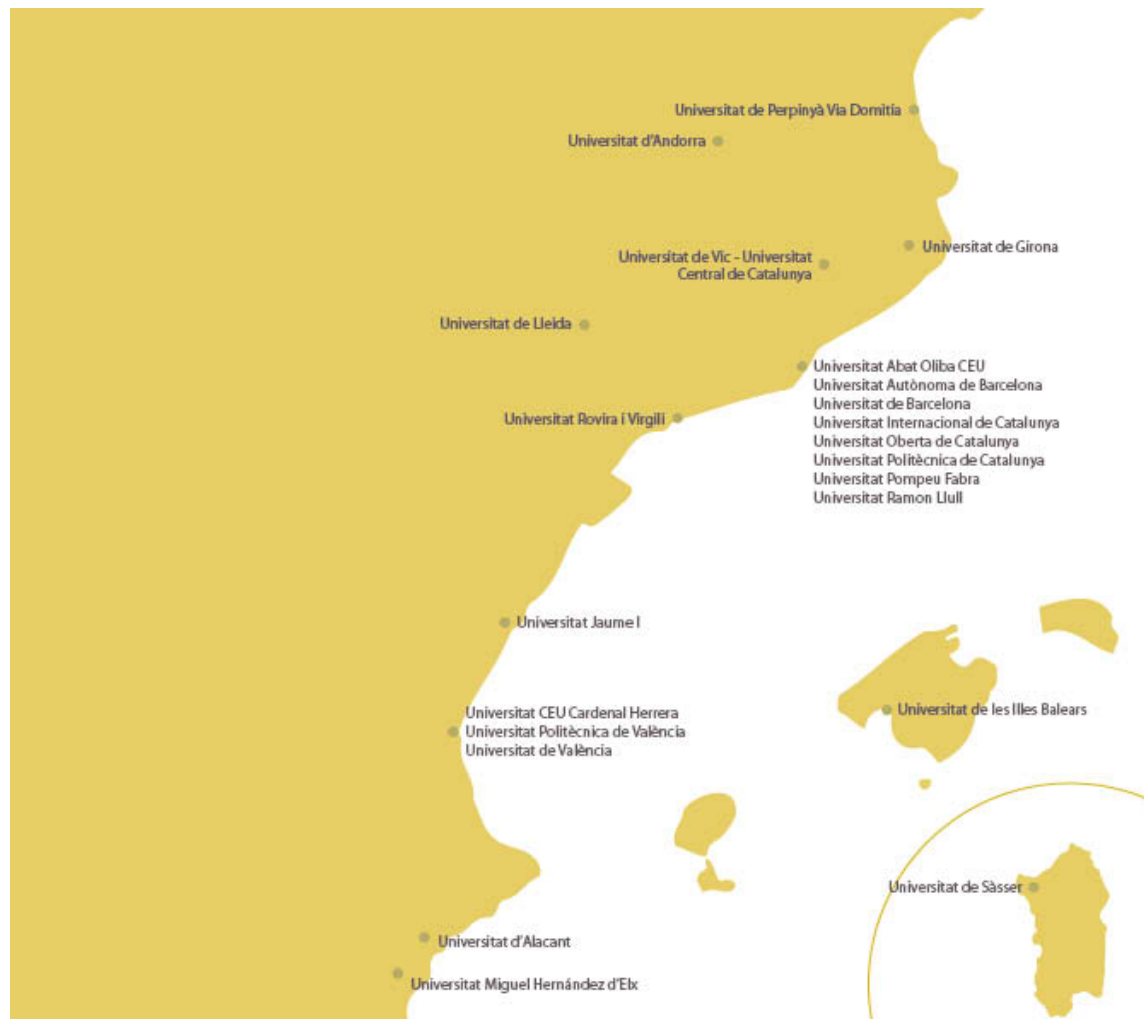 Universitat de Perpinyà Via Domitia
Universitat d'Andorra
Universitat de Girona
Universitat de Vic - Universitat
Central de Catalunya
Universitat de Lleida
Universitat Abat Oliba CEU
Universitat Autònoma de Barcelona
Universitat de Barcelona
Universitat Internacional de Catalunya
Universitat Oberta de Catalunya
Universitat Politècnica de Catalunya
Universitat Pompeu Fabra
Universitat Ramon Llull
Universitat Rovira i Virgili
Universitat Jaume I
Universitat CEU Cardenal Herrera
Universitat Politècnica de València
Universitat de València
Universitat de les Illes Balears
Universitat de Sàsser
Universitat d'Alacant
Universitat Miguel Hernández d'Elx